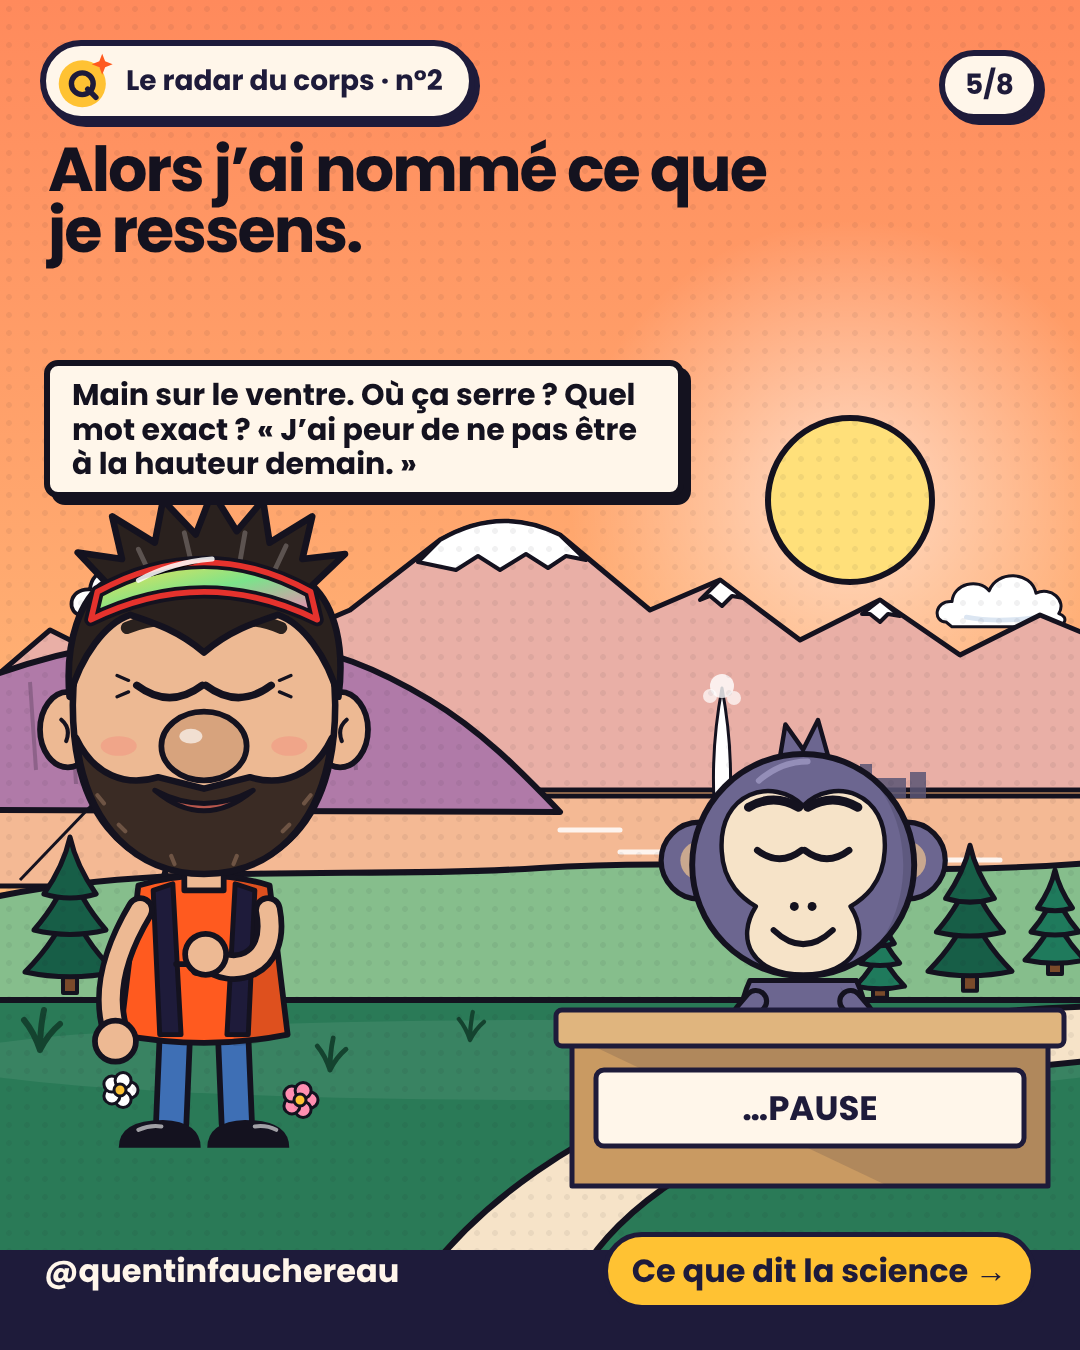 Q
Le radar du corps · n°2
5/8
Alors j’ai nommé ce que
je ressens.
Main sur le ventre. Où ça serre ? Quel
mot exact ? « J’ai peur de ne pas être
à la hauteur demain. »
...PAUSE
@quentinfauchereau
Ce que dit la science →